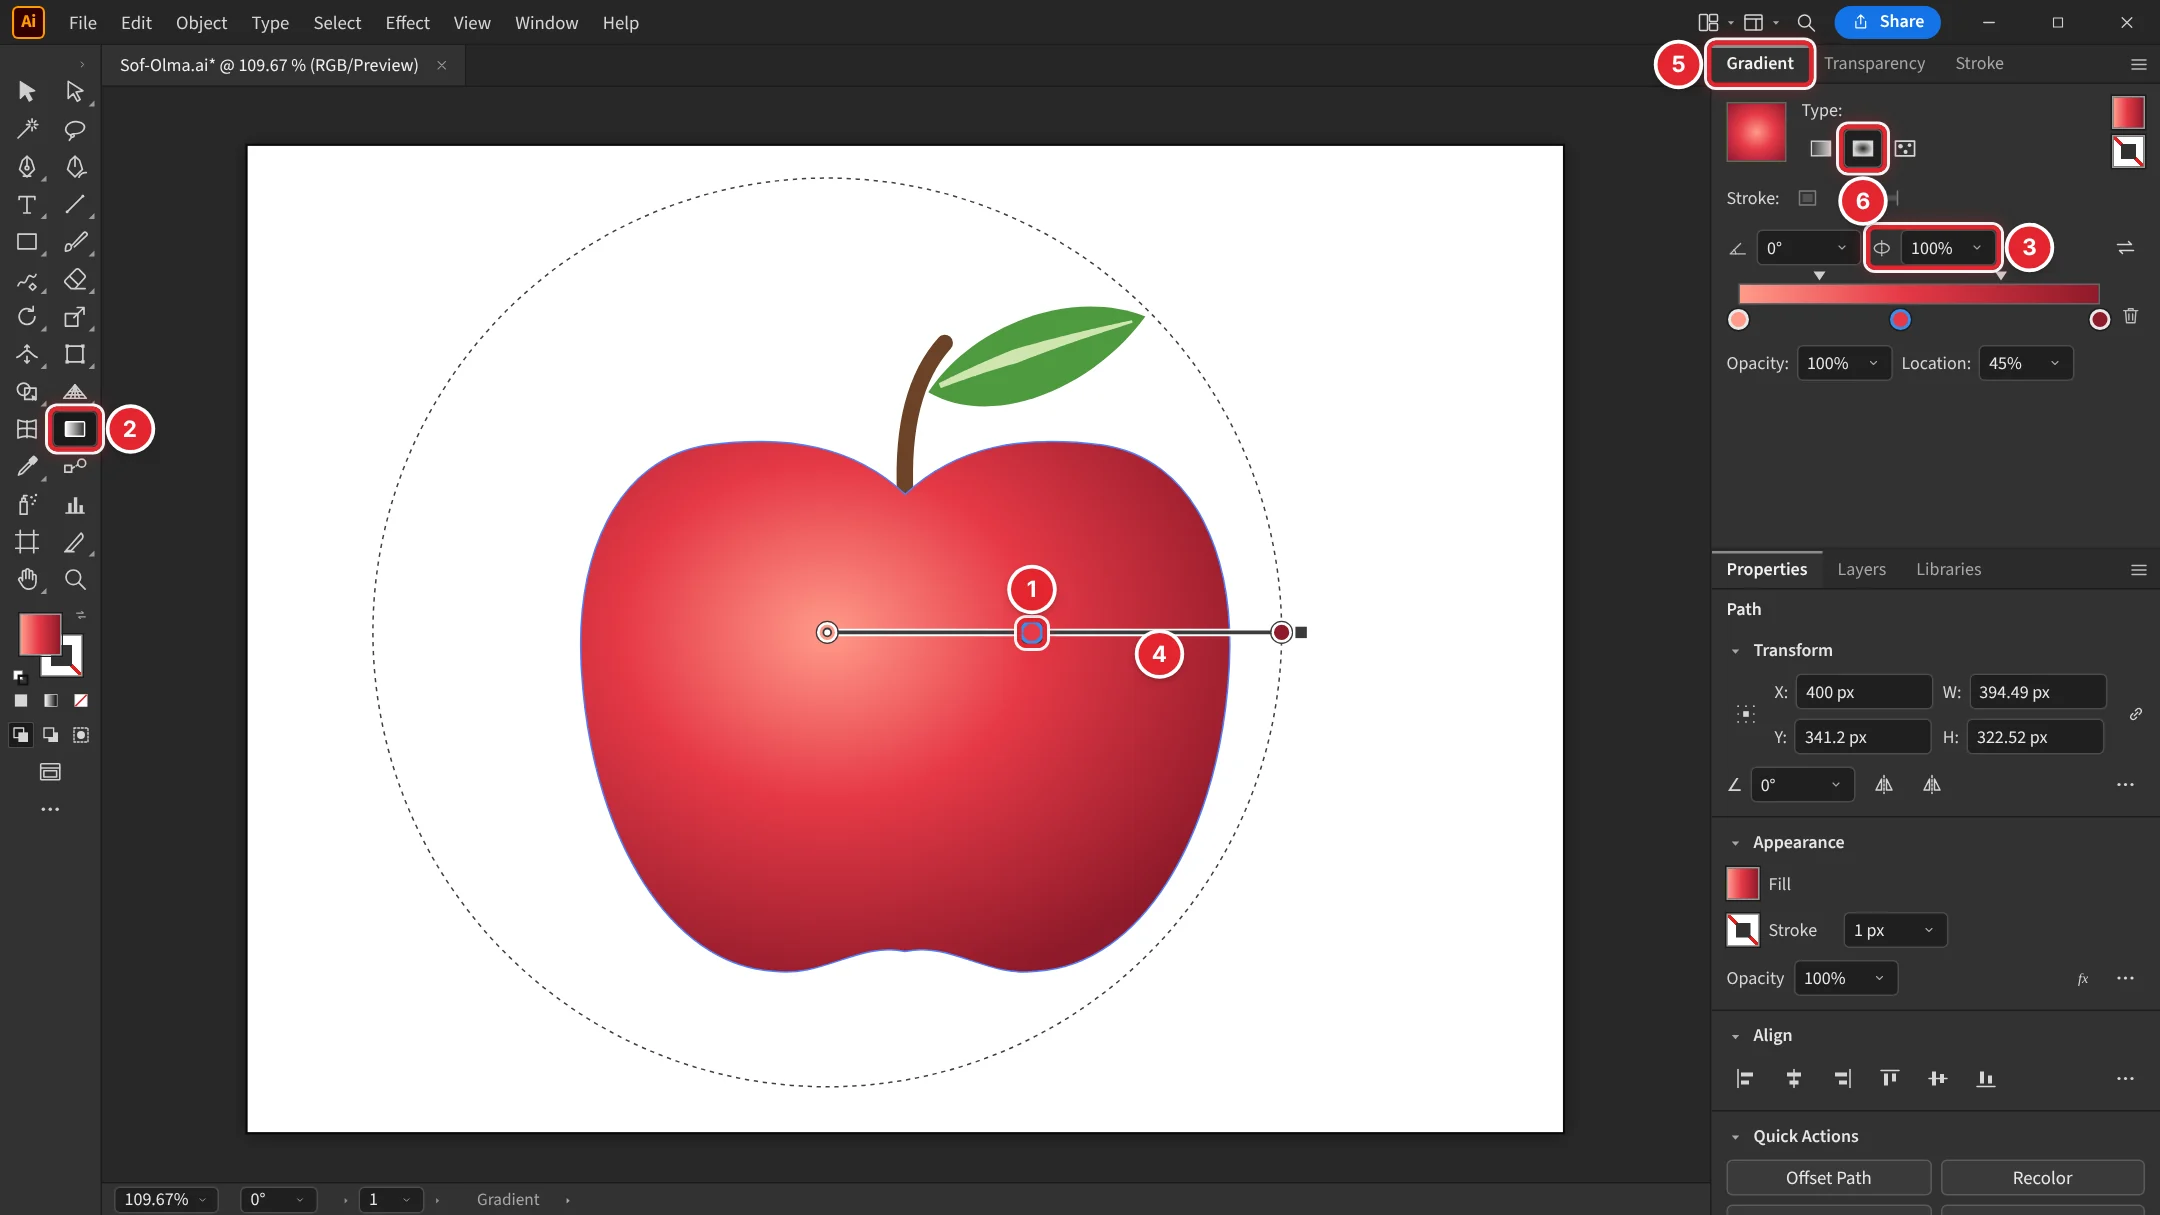 Ai File Edit Object Type Select Effect View Window Help Share
Sof-Olma.ai* @ 109.67 % (RGB/Preview)
5 Gradient Transparency Stroke
Type:
Stroke:
6
0° 100% 3
Opacity: 100% Location: 45%
2
1
4
Properties Layers Libraries
Path
Transform
X: 400 px W: 394.49 px
Y: 341.2 px H: 322.52 px
0°
Appearance
Fill
Stroke 1 px
Opacity 100% fx
Align
Quick Actions
Offset Path Recolor
109.67% 0° 1 Gradient